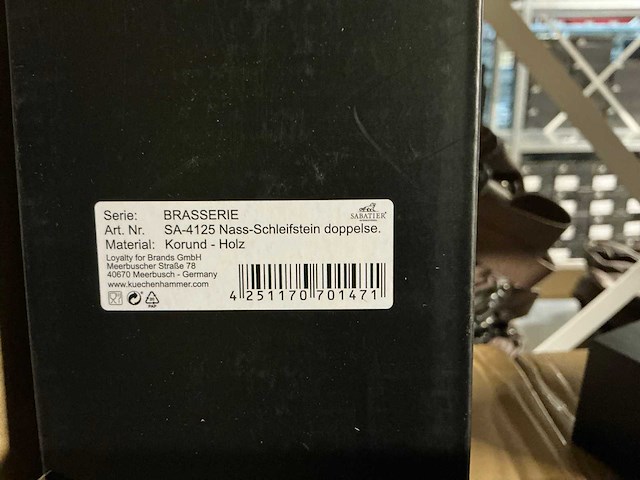 Serie: BRASSERIE
SABATIER
Art. Nr. SA-4125 Nass-Schleifstein doppelse.
Material: Korund - Holz
Loyalty for Brands GmbH
Meerbuscher Straße 78
40670 Meerbusch - Germany
www.kuechenhammer.com
PAP
4 251170 701471